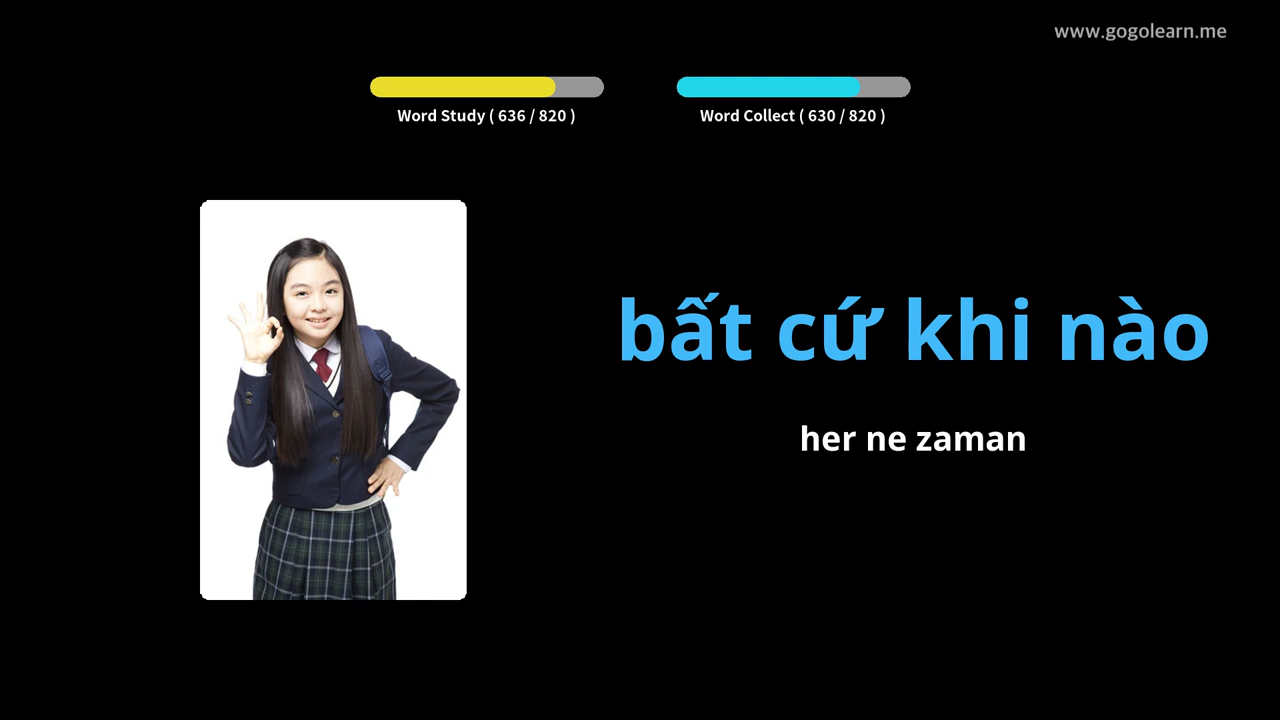 www.gogolearn.me
Word Study ( 636 / 820 )
Word Collect ( 630 / 820 )
bất cứ khi nào
her ne zaman